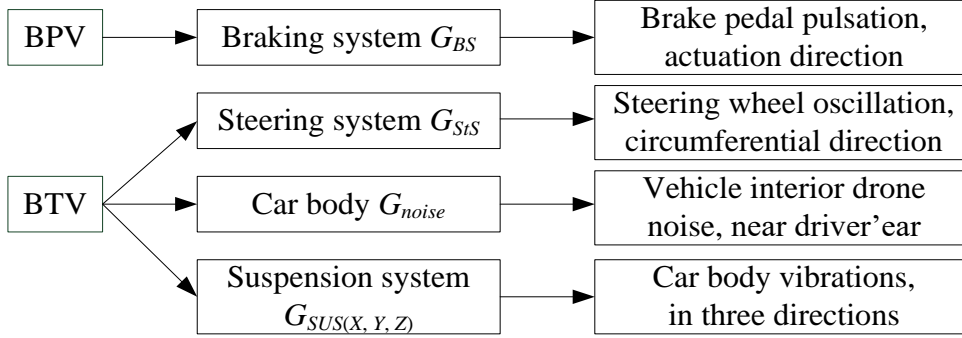 BPV
Braking system G_BS
Brake pedal pulsation,
actuation direction
Steering system G_StS
Steering wheel oscillation,
circumferential direction
BTV
Car body G_noise
Vehicle interior drone
noise, near driver'ear
Suspension system
G_SUS(X, Y, Z)
Car body vibrations,
in three directions